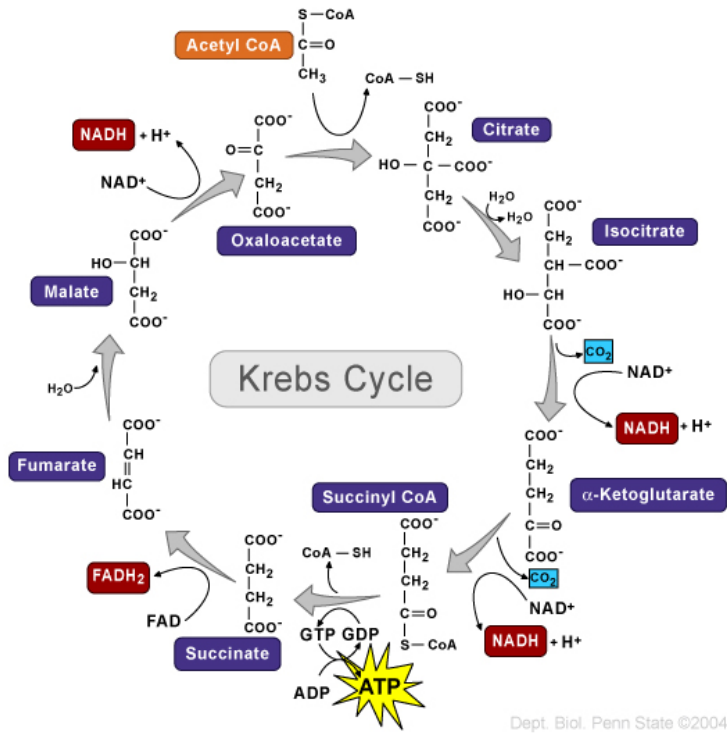 S—CoA
Acetyl CoA
C=O
CH3
CoA—SH
COO-
O=C
CH2
COO-
Oxaloacetate
NADH + H+
NAD+
COO-
CH2
HO—C—COO-
CH2
COO-
Citrate
H2O
H2O
COO-
CH2
CH—COO-
HO—CH
COO-
Isocitrate
CO2
NAD+
NADH + H+
COO-
HO—CH
CH2
COO-
Malate
Krebs Cycle
H2O
COO-
CH
HC
COO-
Fumarate
COO-
CH2
CH2
C=O
COO-
α-Ketoglutarate
CO2
NAD+
NADH + H+
Succinyl CoA
COO-
CH2
CH2
C=O
S—CoA
CoA—SH
GTP GDP
ADP
ATP
COO-
CH2
CH2
COO-
Succinate
FADH2
FAD
Dept. Biol. Penn State ©2004